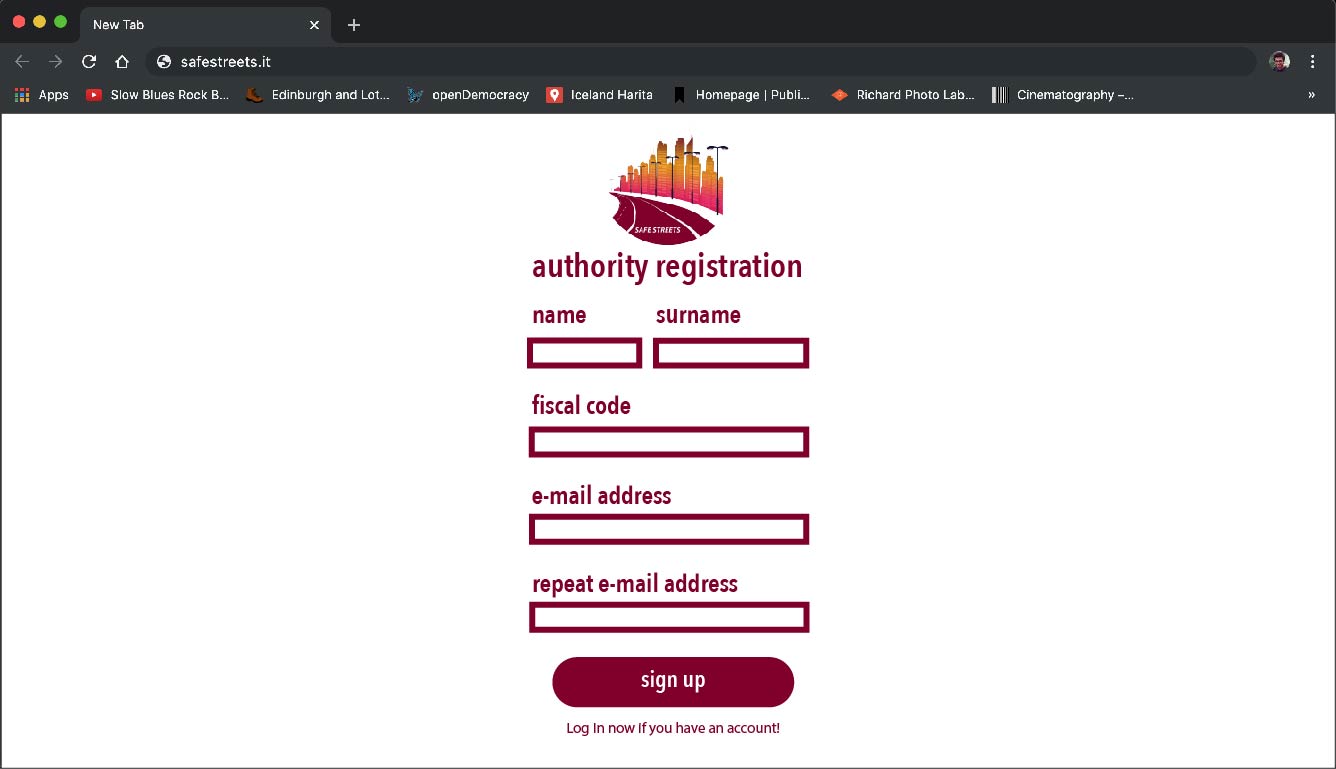 New Tab
safestreets.it
Apps Slow Blues Rock B... Edinburgh and Lot... openDemocracy Iceland Harita Homepage | Publi... Richard Photo Lab... Cinematography –... »
SAFE STREETS
authority registration
name surname
fiscal code
e-mail address
repeat e-mail address
sign up
Log In now if you have an account!